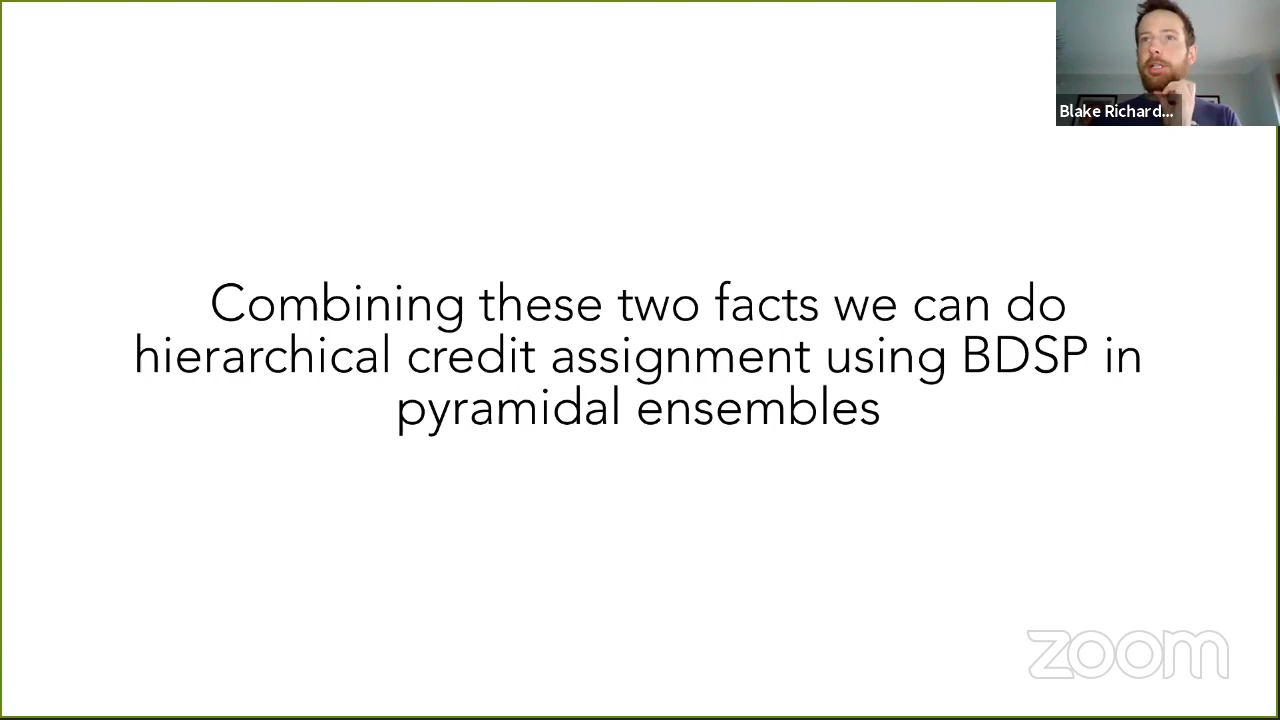 Blake Richard...
Combining these two facts we can do
hierarchical credit assignment using BDSP in
pyramidal ensembles
zoom